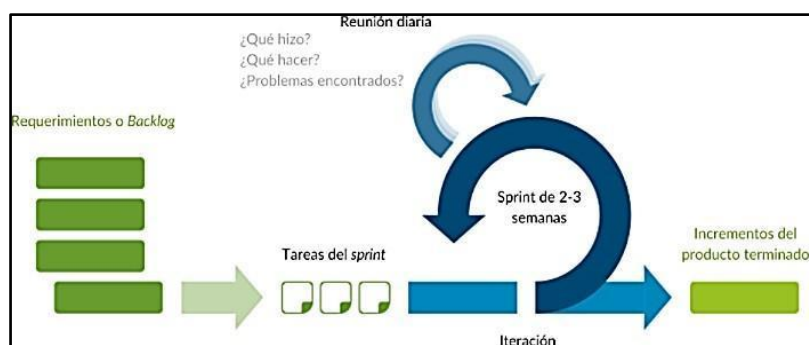 Reunión diaria
¿Qué hizo?
¿Qué hacer?
¿Problemas encontrados?
Requerimientos o Backlog
Sprint de 2-3
semanas
Tareas del sprint
Incrementos del
producto terminado
Iteración